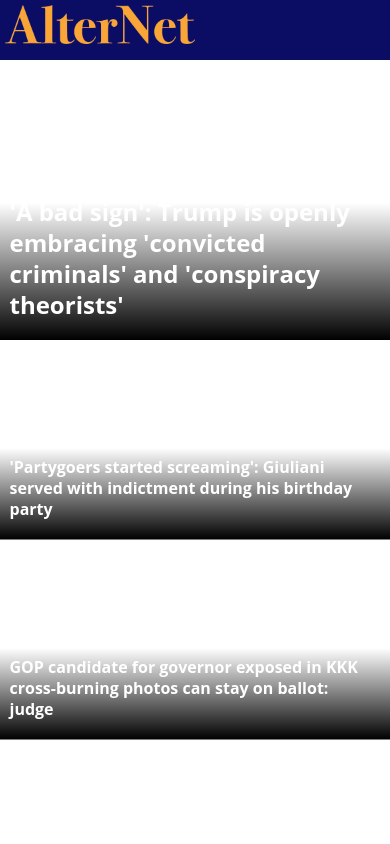 AlterNet
'A bad sign': Trump is openly
embracing 'convicted
criminals' and 'conspiracy
theorists'
'Partygoers started screaming': Giuliani
served with indictment during his birthday
party
GOP candidate for governor exposed in KKK
cross-burning photos can stay on ballot:
judge